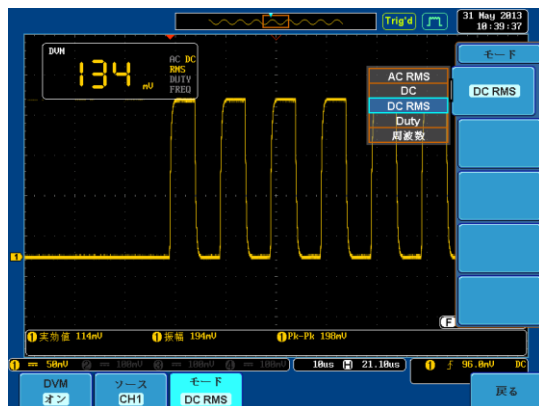 Trig'd
31 May 2013
10:39:37
DVM
134 mV
AC DC
RMS
DUTY
FREQ
モード
DC RMS
AC RMS
DC
DC RMS
Duty
周波数
1
F
1 実効値 114mV
1 振幅 194mV
1 Pk-Pk 198mV
1 50mV 2 100mV 3 100mV 4 100mV
10us H 21.10us
1 96.0mV DC
DVM
オン
ソース
CH1
モード
DC RMS
戻る